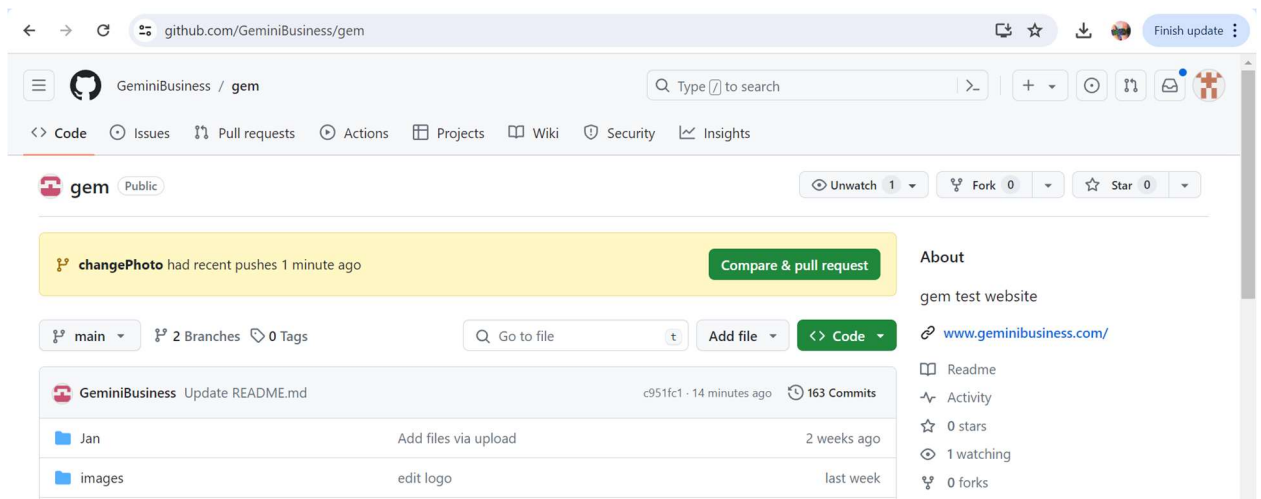 github.com/GeminiBusiness/gem
Finish update
GeminiBusiness / gem
Type / to search
Code Issues Pull requests Actions Projects Wiki Security Insights
gem Public
Unwatch 1 Fork 0 Star 0
changePhoto had recent pushes 1 minute ago
Compare & pull request
main 2 Branches 0 Tags
Go to file t
Add file
<> Code
GeminiBusiness Update README.md c951fc1 · 14 minutes ago 163 Commits
Jan Add files via upload 2 weeks ago
images edit logo last week
About
gem test website
www.geminibusiness.com/
Readme
Activity
0 stars
1 watching
0 forks